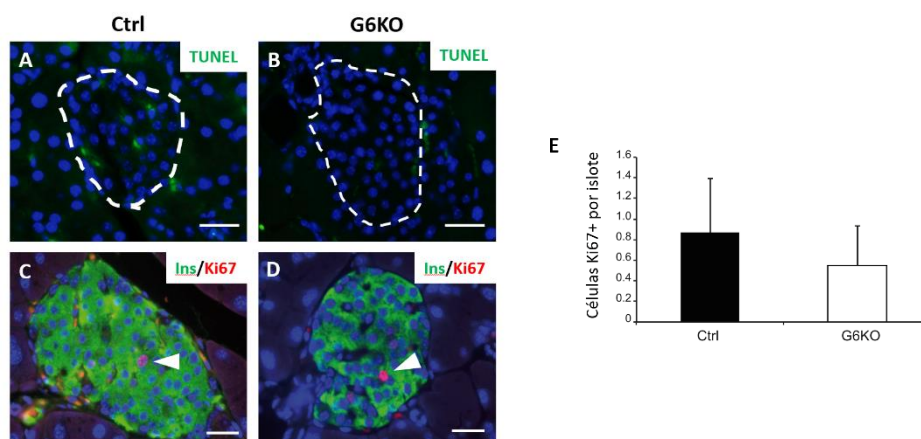 Ctrl
G6KO
A
TUNEL
B
TUNEL
C
Ins/Ki67
D
Ins/Ki67
E
Células Ki67+ por islote
1.6
1.4
1.2
1.0
0.8
0.6
0.4
0.2
0
Ctrl
G6KO